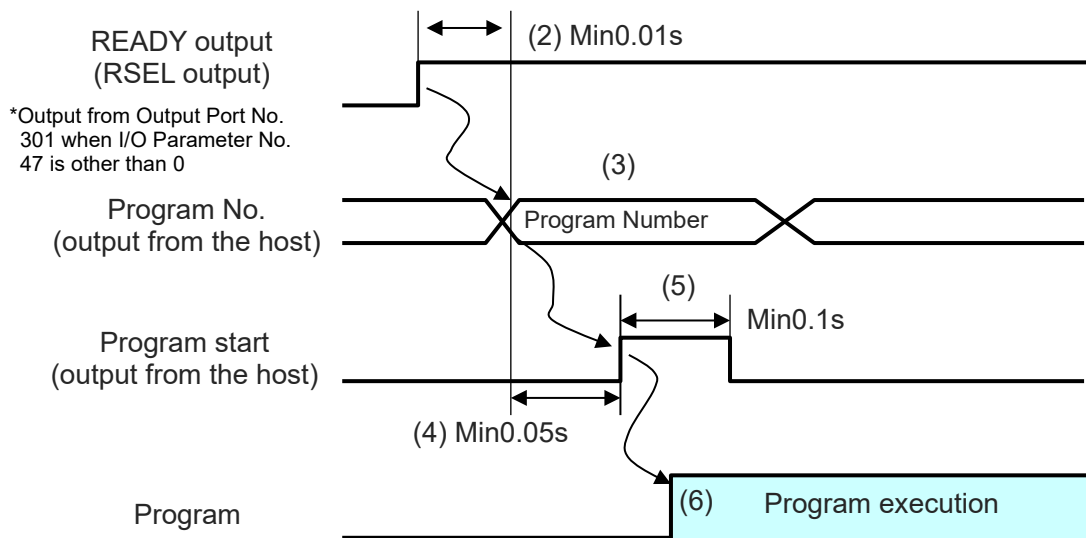 READY output
(RSEL output)
*Output from Output Port No.
301 when I/O Parameter No.
47 is other than 0
(2) Min0.01s
(3)
Program No.
(output from the host)
Program Number
(5)
Min0.1s
Program start
(output from the host)
(4) Min0.05s
Program
(6)
Program execution